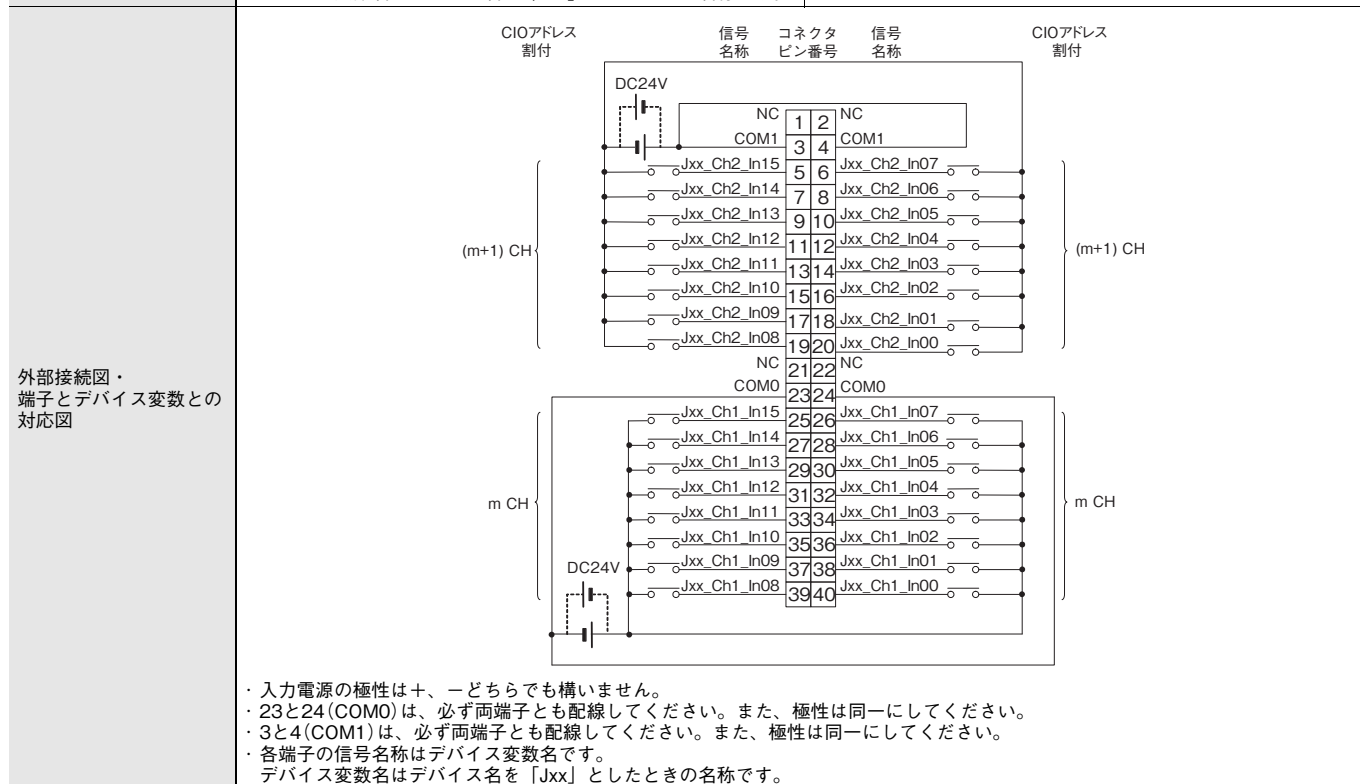 CIOアドレス 信号 コネクタ 信号 CIOアドレス
割付 名称 ピン番号 名称 割付
DC24V
NC 1 2 NC
COM1 3 4 COM1
Jxx_Ch2_In15 5 6 Jxx_Ch2_In07
Jxx_Ch2_In14 7 8 Jxx_Ch2_In06
Jxx_Ch2_In13 9 10 Jxx_Ch2_In05
Jxx_Ch2_In12 11 12 Jxx_Ch2_In04
(m+1) CH (m+1) CH
Jxx_Ch2_In11 13 14 Jxx_Ch2_In03
Jxx_Ch2_In10 15 16 Jxx_Ch2_In02
Jxx_Ch2_In09 17 18 Jxx_Ch2_In01
Jxx_Ch2_In08 19 20 Jxx_Ch2_In00
NC 21 22 NC
COM0 23 24 COM0
Jxx_Ch1_In15 25 26 Jxx_Ch1_In07
Jxx_Ch1_In14 27 28 Jxx_Ch1_In06
Jxx_Ch1_In13 29 30 Jxx_Ch1_In05
Jxx_Ch1_In12 31 32 Jxx_Ch1_In04
m CH m CH
Jxx_Ch1_In11 33 34 Jxx_Ch1_In03
Jxx_Ch1_In10 35 36 Jxx_Ch1_In02
DC24V
Jxx_Ch1_In09 37 38 Jxx_Ch1_In01
Jxx_Ch1_In08 39 40 Jxx_Ch1_In00
外部接続図・
端子とデバイス変数との
対応図
・入力電源の極性は+、−どちらでも構いません。
・23と24(COM0)は、必ず両端子とも配線してください。また、極性は同一にしてください。
・3と4(COM1)は、必ず両端子とも配線してください。また、極性は同一にしてください。
・各端子の信号名称はデバイス変数名です。
デバイス変数名はデバイス名を「Jxx」としたときの名称です。